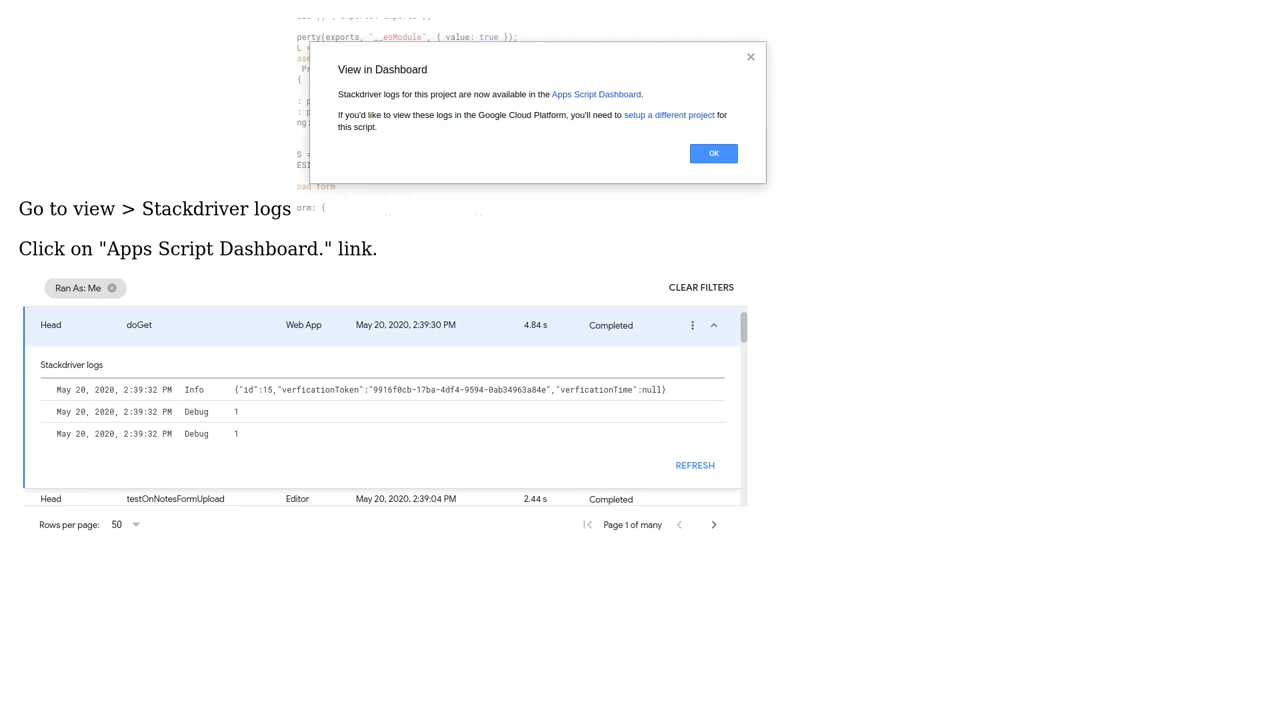 perty(exports, "__esModule", { value: true });
L =
View in Dashboard
{
Stackdriver logs for this project are now available in the Apps Script Dashboard.
If you'd like to view these logs in the Google Cloud Platform, you'll need to setup a different project for
this script.
S =
OK
oad form
Go to view > Stackdriver logs
orm: {
Click on "Apps Script Dashboard." link.
Ran As: Me
CLEAR FILTERS
Head doGet Web App May 20, 2020, 2:39:30 PM 4.84 s Completed
Stackdriver logs
May 20, 2020, 2:39:32 PM Info {"id":15,"verficationToken":"9916f0cb-17ba-4df4-9594-0ab34963a84e","verficationTime":null}
May 20, 2020, 2:39:32 PM Debug 1
May 20, 2020, 2:39:32 PM Debug 1
REFRESH
Head testOnNotesFormUpload Editor May 20, 2020, 2:39:04 PM 2.44 s Completed
Rows per page: 50 Page 1 of many